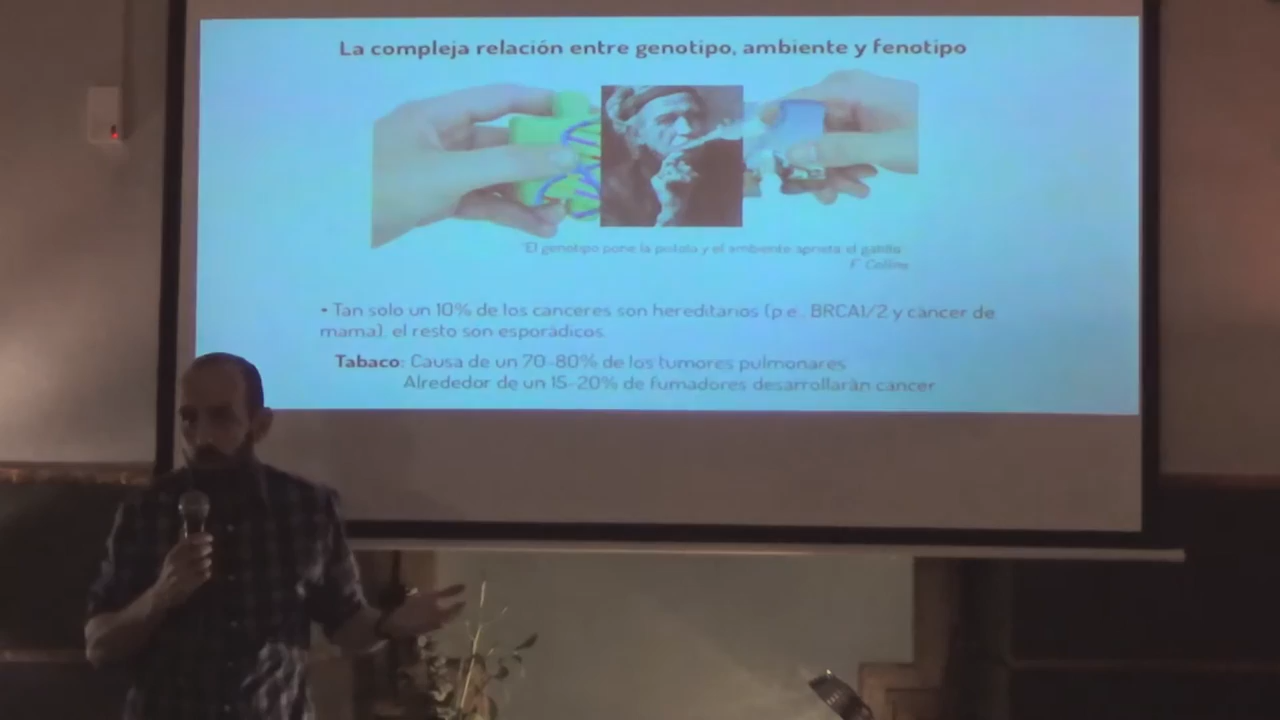 La compleja relación entre genotipo, ambiente y fenotipo
"El genotipo pone la pistola y el ambiente aprieta el gatillo"
F. Collins
• Tan solo un 10% de los canceres son hereditarios (p.e., BRCA1/2 y cáncer de
mama), el resto son esporádicos.
Tabaco: Causa de un 70-80% de los tumores pulmonares
Alrededor de un 15-20% de fumadores desarrollarán cancer